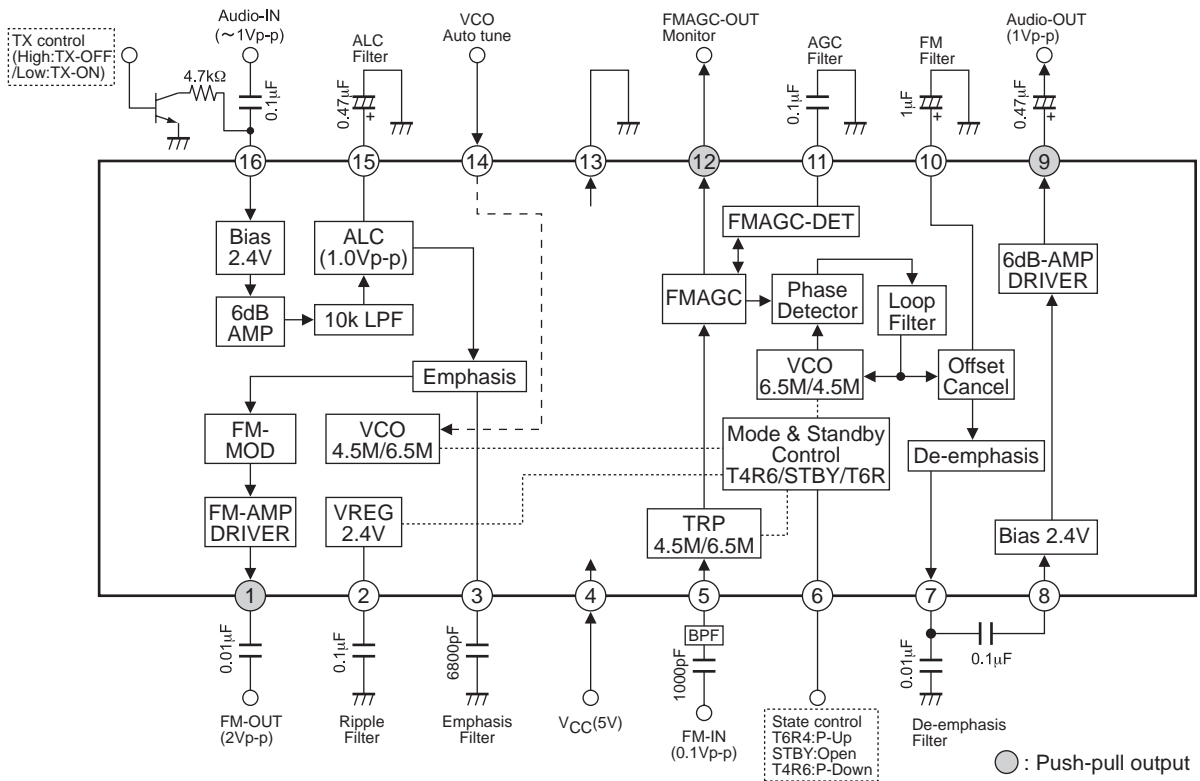 TX control
(High:TX-OFF
/Low:TX-ON)
4.7kΩ
Audio-IN
(~1Vp-p)
0.1µF
ALC
Filter
0.47µF
+
VCO
Auto tune
FMAGC-OUT
Monitor
AGC
Filter
0.1µF
FM
Filter
1µF
+
Audio-OUT
(1Vp-p)
0.47µF
+
16
15
14
13
12
11
10
9
Bias
2.4V
ALC
(1.0Vp-p)
6dB
AMP
10k LPF
Emphasis
FM-
MOD
VCO
4.5M/6.5M
FM-AMP
DRIVER
VREG
2.4V
FMAGC-DET
FMAGC
Phase
Detector
Loop
Filter
6dB-AMP
DRIVER
VCO
6.5M/4.5M
Offset
Cancel
Mode & Standby
Control
T4R6/STBY/T6R
De-emphasis
TRP
4.5M/6.5M
Bias 2.4V
1
2
3
4
5
6
7
8
0.01µF
FM-OUT
(2Vp-p)
0.1µF
Ripple
Filter
6800pF
Emphasis
Filter
VCC(5V)
BPF
1000pF
FM-IN
(0.1Vp-p)
State control
T6R4:P-Up
STBY:Open
T4R6:P-Down
0.01µF
0.1µF
De-emphasis
Filter
: Push-pull output